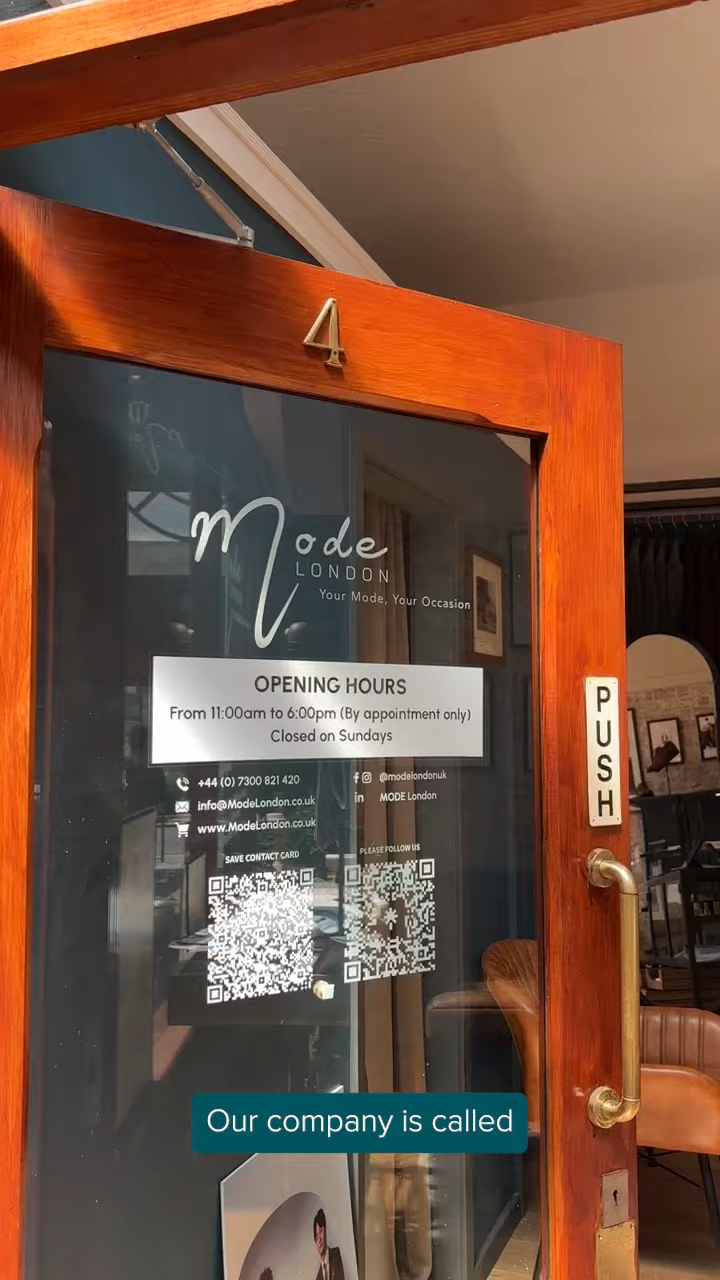 4
Mode
LONDON
Your Mode, Your Occasion
OPENING HOURS
From 11:00am to 6:00pm (By appointment only)
Closed on Sundays
+44 (0) 7300 821 420
info@ModeLondon.co.uk
www.ModeLondon.co.uk
@modelondonuk
MODE London
SAVE CONTACT CARD
PLEASE FOLLOW US
PUSH
Our company is called